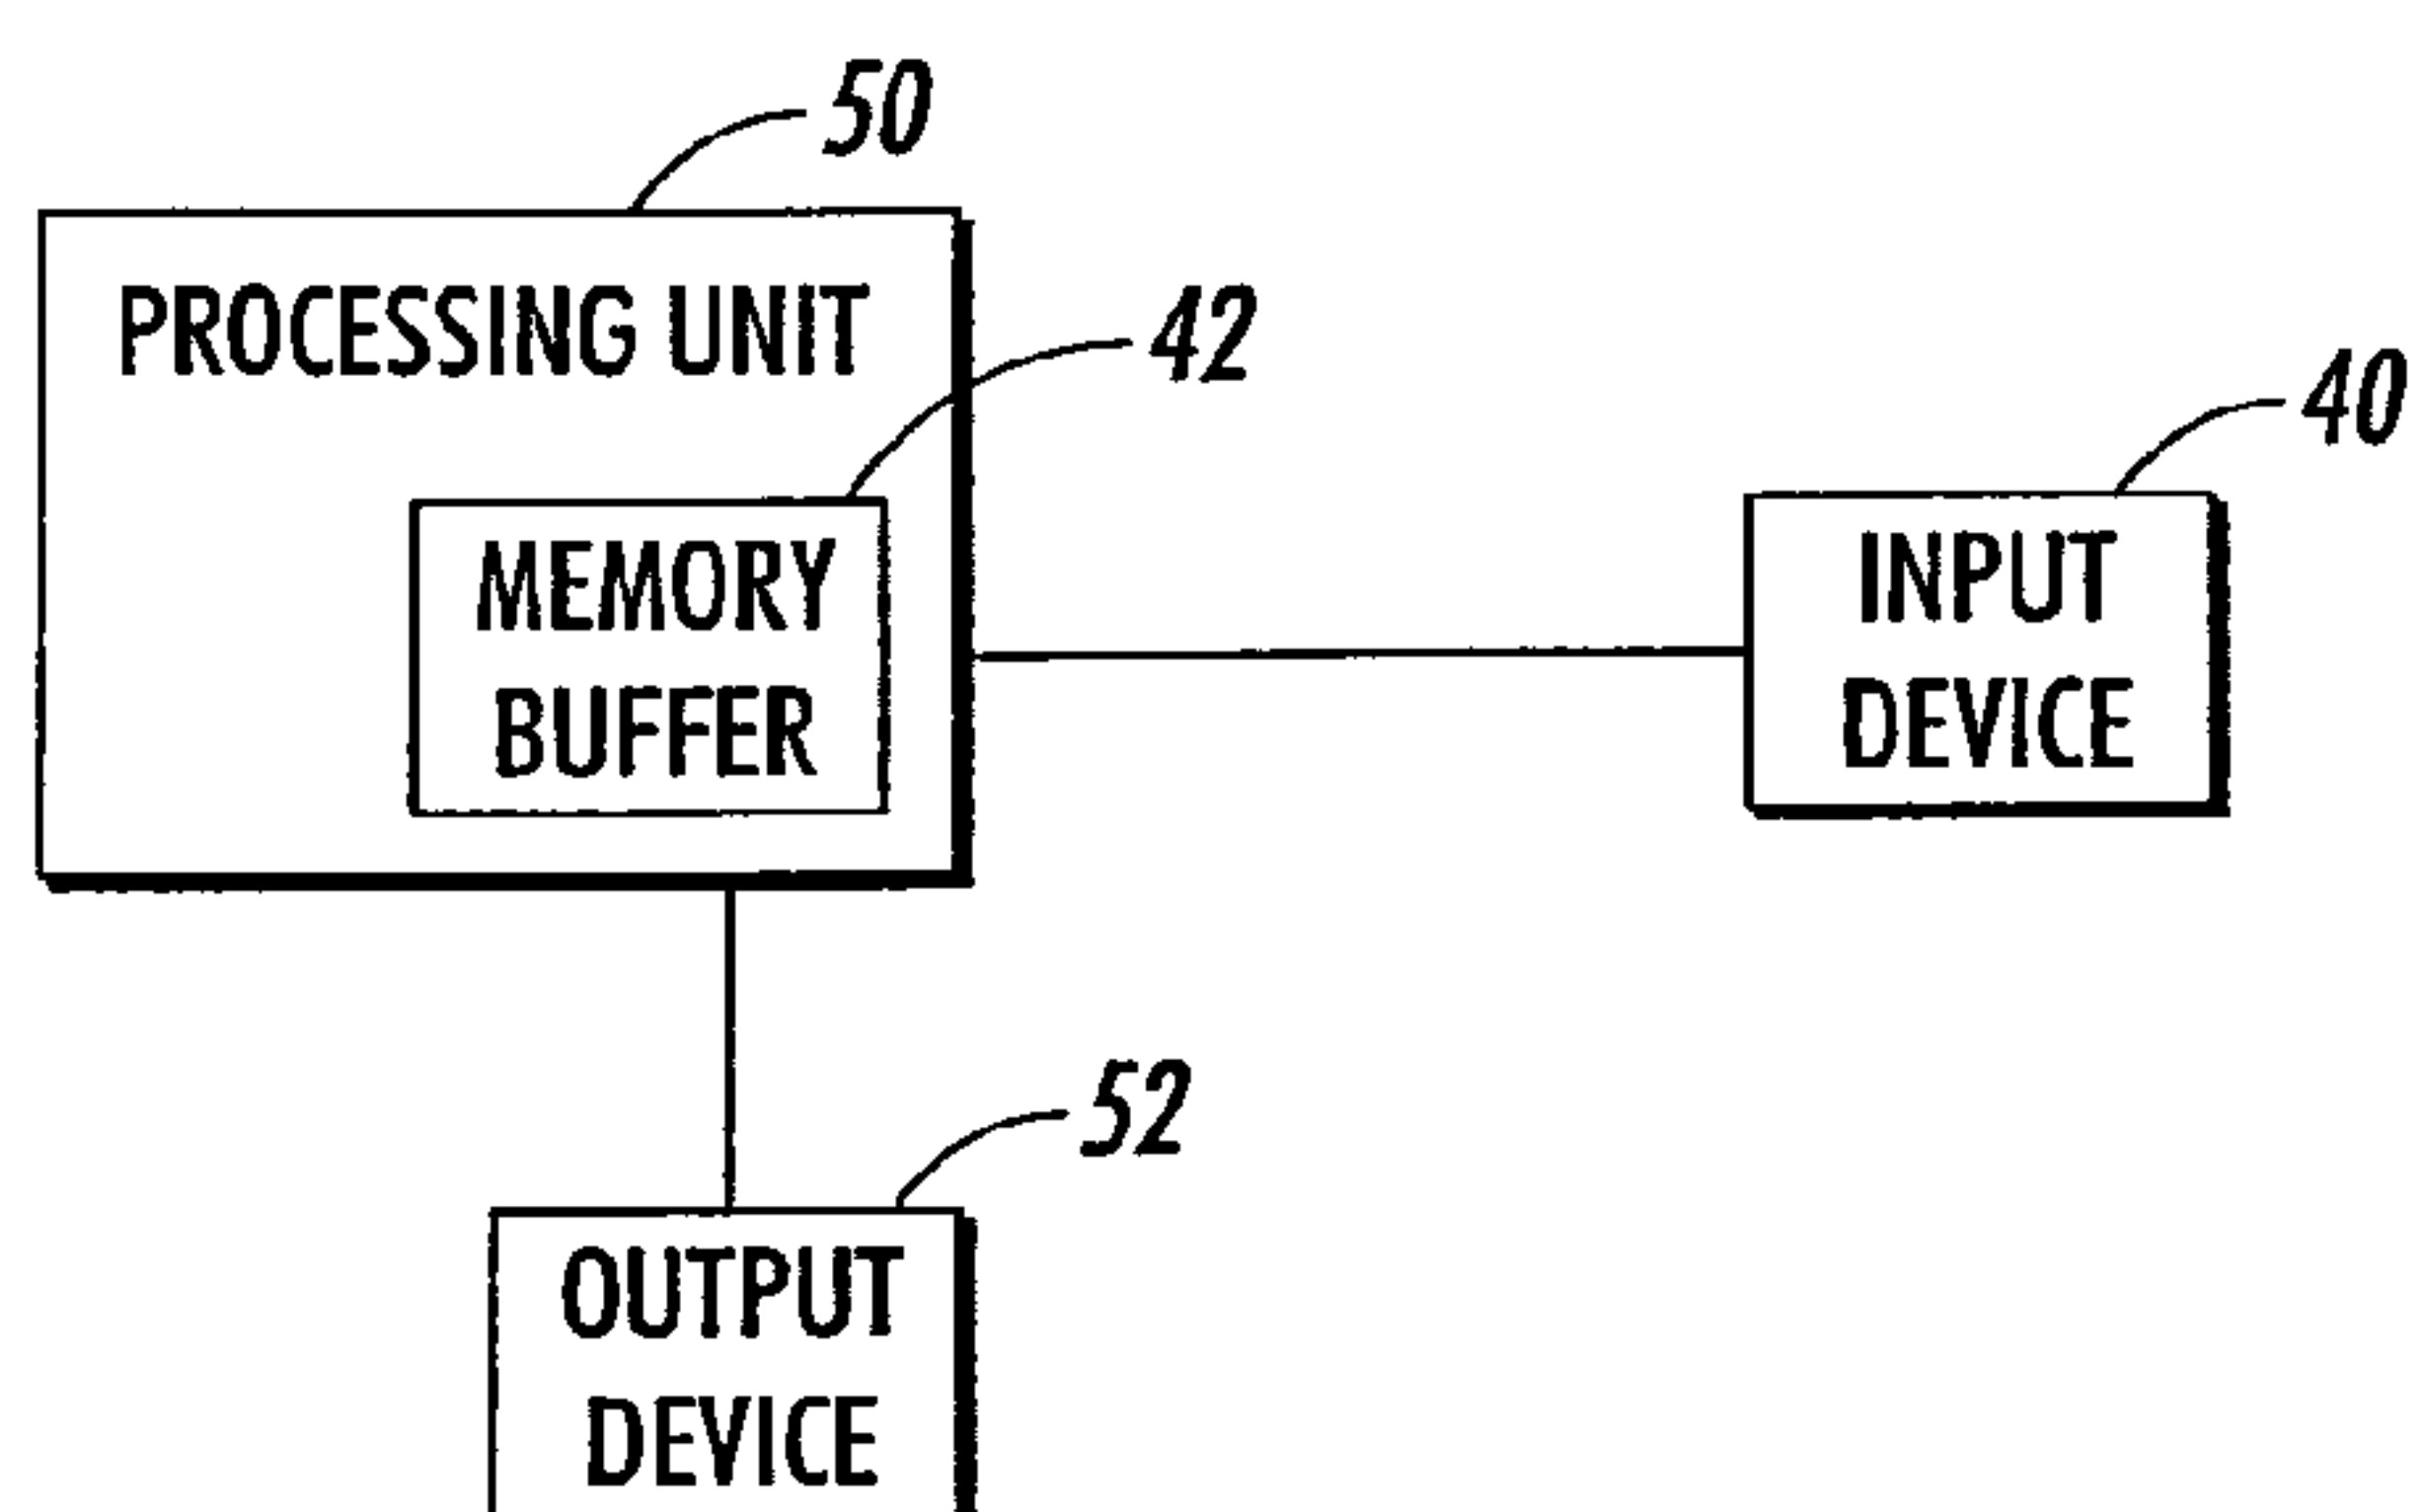 50
PROCESSING UNIT
42
40
MEMORY
BUFFER
INPUT
DEVICE
52
OUTPUT
DEVICE